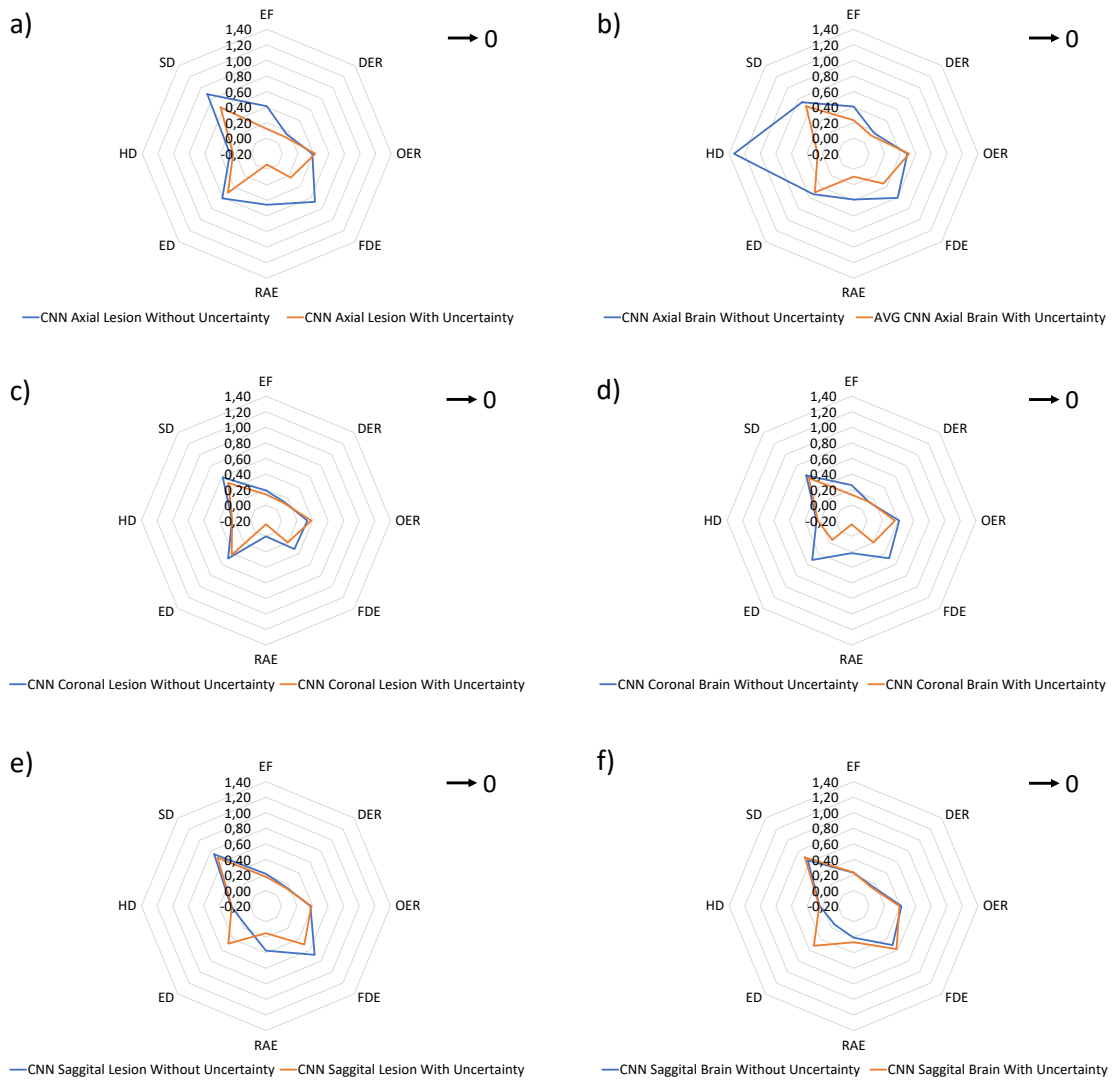 a)
→ 0
EF
DER
OER
FDE
RAE
ED
HD
SD
1,40
1,20
1,00
0,80
0,60
0,40
0,20
0,00
-0,20
CNN Axial Lesion Without Uncertainty
CNN Axial Lesion With Uncertainty
b)
→ 0
EF
DER
OER
FDE
RAE
ED
HD
SD
1,40
1,20
1,00
0,80
0,60
0,40
0,20
0,00
-0,20
CNN Axial Brain Without Uncertainty
AVG CNN Axial Brain With Uncertainty
c)
→ 0
EF
DER
OER
FDE
RAE
ED
HD
SD
1,40
1,20
1,00
0,80
0,60
0,40
0,20
0,00
-0,20
CNN Coronal Lesion Without Uncertainty
CNN Coronal Lesion With Uncertainty
d)
→ 0
EF
DER
OER
FDE
RAE
ED
HD
SD
1,40
1,20
1,00
0,80
0,60
0,40
0,20
0,00
-0,20
CNN Coronal Brain Without Uncertainty
CNN Coronal Brain With Uncertainty
e)
→ 0
EF
DER
OER
FDE
RAE
ED
HD
SD
1,40
1,20
1,00
0,80
0,60
0,40
0,20
0,00
-0,20
CNN Saggital Lesion Without Uncertainty
CNN Saggital Lesion With Uncertainty
f)
→ 0
EF
DER
OER
FDE
RAE
ED
HD
SD
1,40
1,20
1,00
0,80
0,60
0,40
0,20
0,00
-0,20
CNN Saggital Brain Without Uncertainty
CNN Saggital Brain With Uncertainty